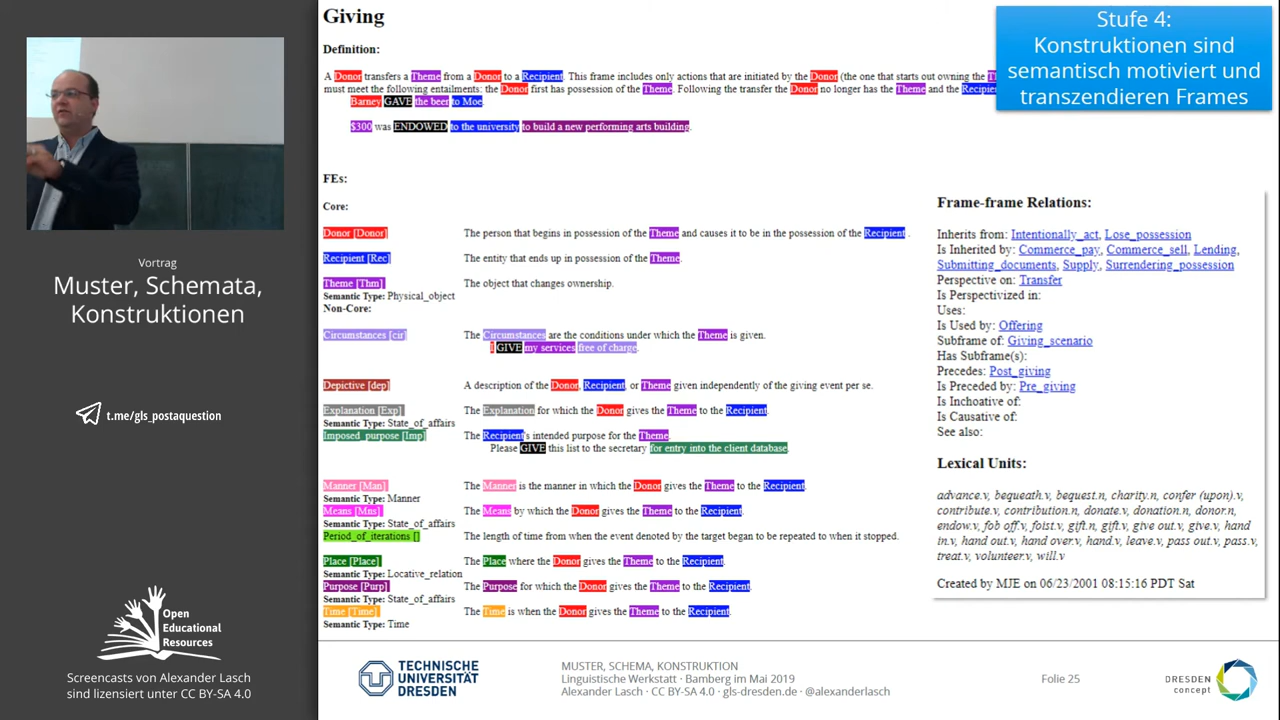 Giving
Definition:
A Donor transfers a Theme from a Donor to a Recipient. This frame includes only actions that are initiated by the Donor (the one that starts out owning the
must meet the following entailments: the Donor first has possession of the Theme. Following the transfer the Donor no longer has the Theme and the
Barney GAVE the beer to Moe.
$300 was ENDOWED to the university to build a new performing arts building.
FEs:
Core:
Donor [Donor] The person that begins in possession of the Theme and causes it to be in the possession of the Recipient.
Recipient [Rec] The entity that ends up in possession of the Theme.
Theme [Thm] The object that changes ownership.
Semantic Type: Physical_object
Non-Core:
Circumstances [cir] The Circumstances are the conditions under which the Theme is given.
I GIVE my services free of charge.
Depictive [dep] A description of the Donor, Recipient, or Theme given independently of the giving event per se.
Explanation [Exp] The Explanation for which the Donor gives the Theme to the Recipient.
Semantic Type: State_of_affairs
Imposed_purpose [Imp] The Recipient's intended purpose for the Theme.
Please GIVE this list to the secretary for entry into the client database.
Manner [Man] The Manner is the manner in which the Donor gives the Theme to the Recipient.
Semantic Type: Manner
Means [Mns] The Means by which the Donor gives the Theme to the Recipient.
Semantic Type: State_of_affairs
Period_of_iterations [] The length of time from when the event denoted by the target began to be repeated to when it stopped.
Place [Place] The Place where the Donor gives the Theme to the Recipient.
Semantic Type: Locative_relation
Purpose [Purp] The Purpose for which the Donor gives the Theme to the Recipient.
Semantic Type: State_of_affairs
Time [Time] The Time is when the Donor gives the Theme to the Recipient.
Semantic Type: Time
Stufe 4:
Konstruktionen sind
semantisch motiviert und
transzendieren Frames
Frame-frame Relations:
Inherits from: Intentionally_act, Lose_possession
Is Inherited by: Commerce_pay, Commerce_sell, Lending,
Submitting_documents, Supply, Surrendering_possession
Perspective on: Transfer
Is Perspectivized in:
Uses:
Is Used by: Offering
Subframe of: Giving_scenario
Has Subframe(s):
Precedes: Post_giving
Is Preceded by: Pre_giving
Is Inchoative of:
Is Causative of:
See also:
Lexical Units:
advance.v, bequeath.v, bequest.n, charity.n, confer (upon).v,
contribute.v, contribution.n, donate.v, donation.n, donor.n,
endow.v, fob off.v, foist.v, gift.n, gift.v, give out.v, give.v, hand
in.v, hand out.v, hand over.v, hand.v, leave.v, pass out.v, pass.v,
treat.v, volunteer.v, will.v
Created by MJE on 06/23/2001 08:15:16 PDT Sat
Vortrag
Muster, Schemata,
Konstruktionen
t.me/gls_postaquestion
Open
Educational
Resources
Screencasts von Alexander Lasch
sind lizensiert unter CC BY-SA 4.0
TECHNISCHE
UNIVERSITÄT
DRESDEN
MUSTER, SCHEMA, KONSTRUKTION
Linguistische Werkstatt · Bamberg im Mai 2019
Alexander Lasch · CC BY-SA 4.0 · gls-dresden.de · @alexanderlasch
Folie 25
DRESDEN
concept